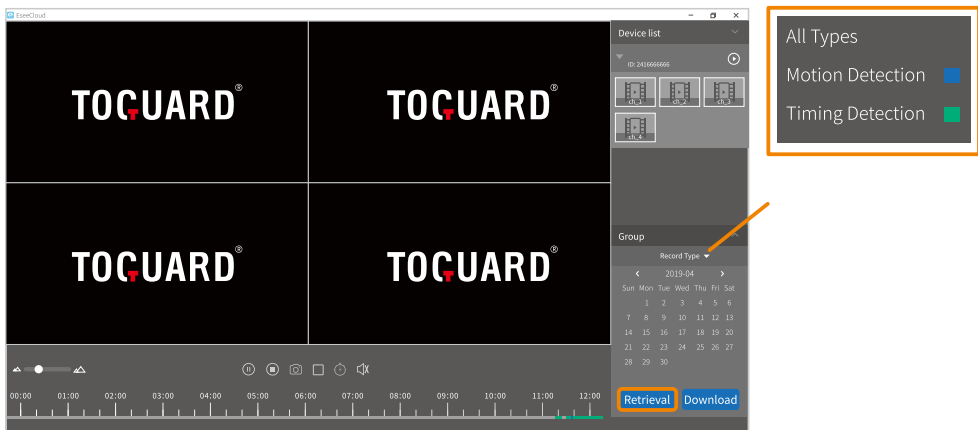 EseeCloud
TOGUARD®
TOGUARD®
TOGUARD®
TOGUARD®
Device list
ID: 2416666666
ch_1 ch_2 ch_3
ch_4
Group
Record Type
2019-04
Sun Mon Tue Wed Thu Fri Sat
1 2 3 4 5 6
7 8 9 10 11 12 13
14 15 16 17 18 19 20
21 22 23 24 25 26 27
28 29 30
Retrieval Download
00:00 01:00 02:00 03:00 04:00 05:00 06:00 07:00 08:00 09:00 10:00 11:00 12:00
All Types
Motion Detection
Timing Detection